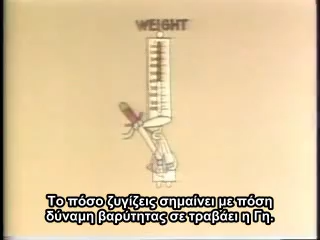 WEIGHT
Το πόσο ζυγίζεις σημαίνει με πόση
δύναμη βαρύτητας σε τραβάει η Γη.